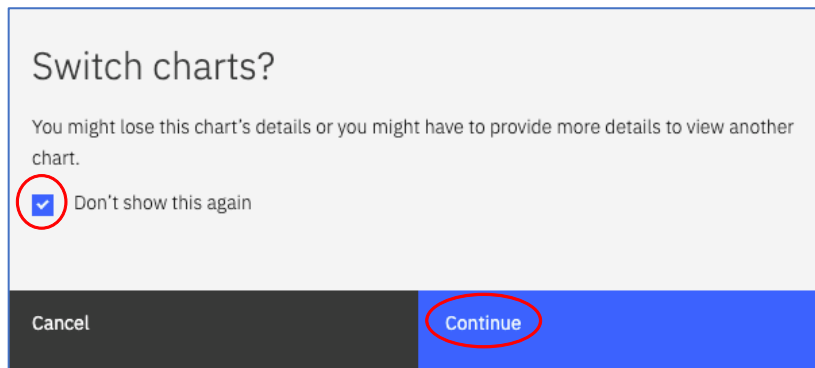 Switch charts?
You might lose this chart’s details or you might have to provide more details to view another
chart.
Don’t show this again
Cancel
Continue